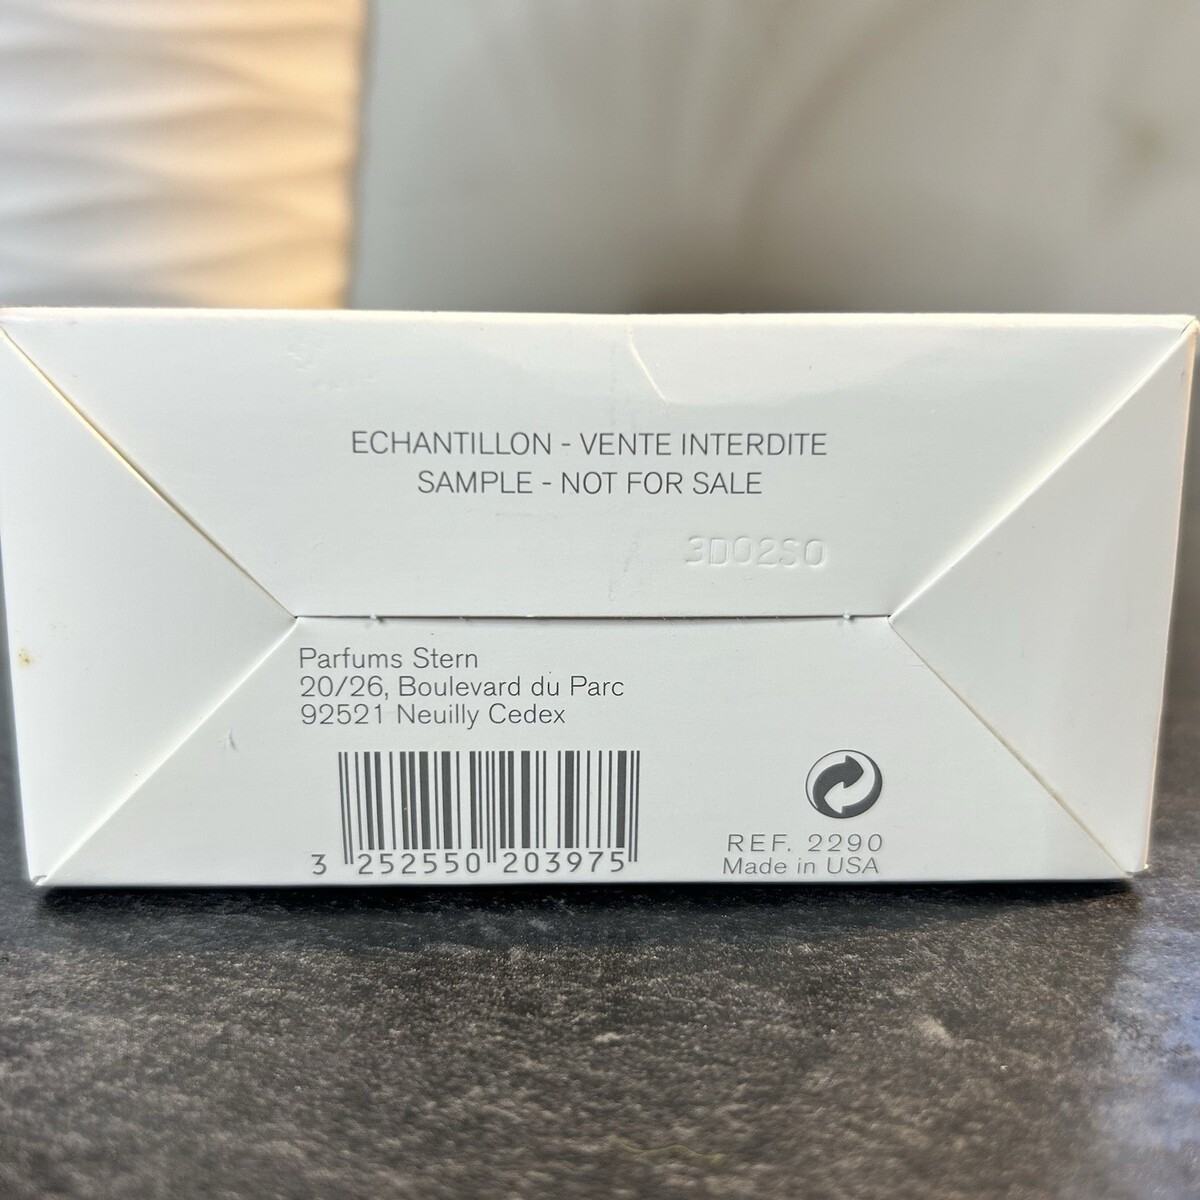 ECHANTILLON - VENTE INTERDITE
SAMPLE - NOT FOR SALE
3D02S0
Parfums Stern
20/26, Boulevard du Parc
92521 Neuilly Cedex
3 252550 203975
REF. 2290
Made in USA